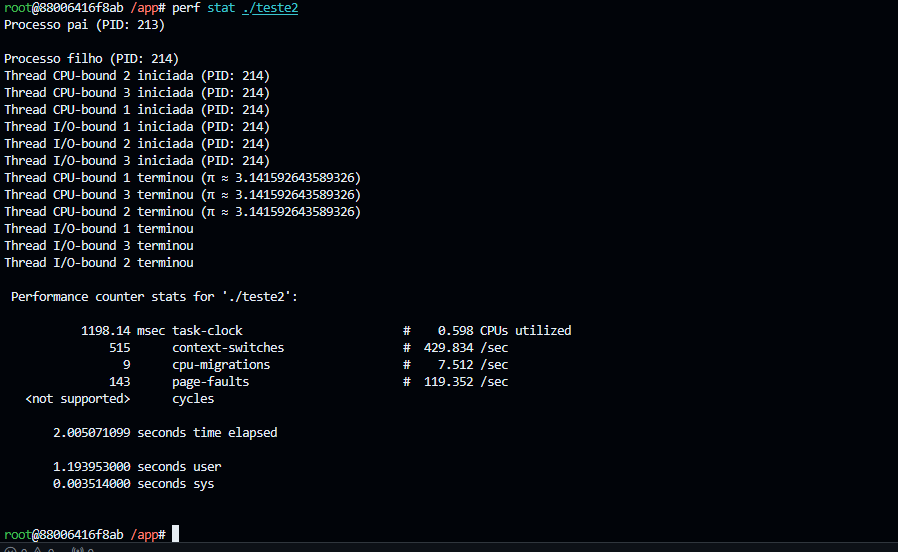 root@88006416f8ab /app# perf stat ./teste2
Processo pai (PID: 213)
Processo filho (PID: 214)
Thread CPU-bound 2 iniciada (PID: 214)
Thread CPU-bound 3 iniciada (PID: 214)
Thread CPU-bound 1 iniciada (PID: 214)
Thread I/O-bound 1 iniciada (PID: 214)
Thread I/O-bound 2 iniciada (PID: 214)
Thread I/O-bound 3 iniciada (PID: 214)
Thread CPU-bound 1 terminou (π ≈ 3.141592643589326)
Thread CPU-bound 3 terminou (π ≈ 3.141592643589326)
Thread CPU-bound 2 terminou (π ≈ 3.141592643589326)
Thread I/O-bound 1 terminou
Thread I/O-bound 3 terminou
Thread I/O-bound 2 terminou
Performance counter stats for './teste2':
1198.14 msec task-clock # 0.598 CPUs utilized
515 context-switches # 429.834 /sec
9 cpu-migrations # 7.512 /sec
143 page-faults # 119.352 /sec
<not supported> cycles
2.005071099 seconds time elapsed
1.193953000 seconds user
0.003514000 seconds sys
root@88006416f8ab /app#